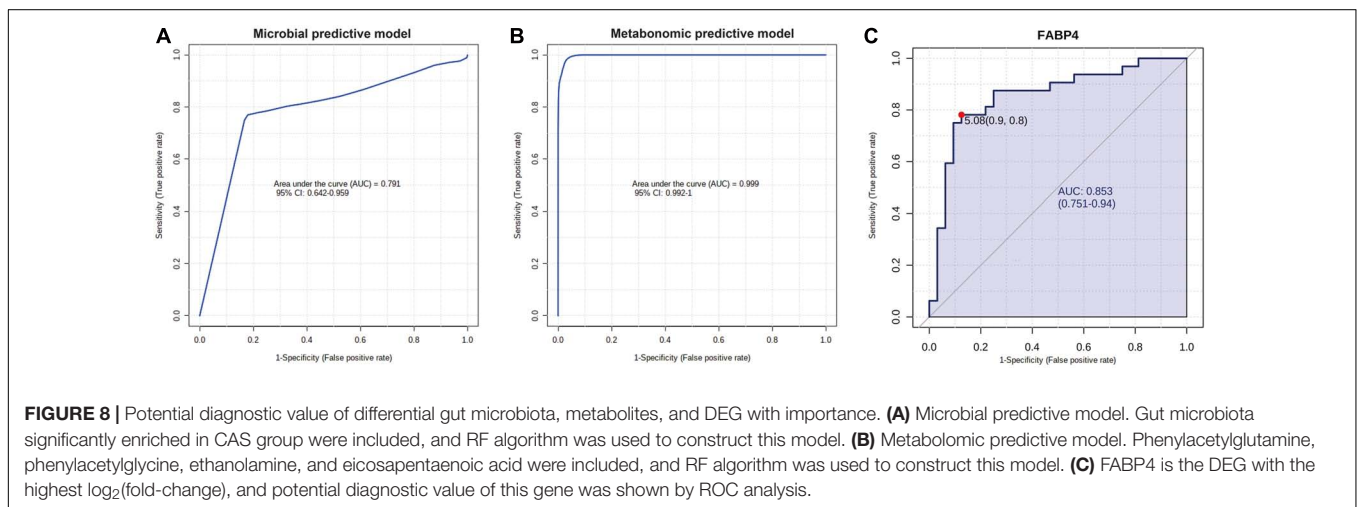 A
Microbial predictive model
Sensitivity (True positive rate)
1.0
0.8
0.6
0.4
0.2
0.0
Area under the curve (AUC) = 0.791
95% CI: 0.642-0.959
0.0 0.2 0.4 0.6 0.8 1.0
1-Specificity (False positive rate)
B
Metabonomic predictive model
Sensitivity (True positive rate)
1.0
0.8
0.6
0.4
0.2
0.0
Area under the curve (AUC) = 0.999
95% CI: 0.992-1
0.0 0.2 0.4 0.6 0.8 1.0
1-Specificity (False positive rate)
C
FABP4
Sensitivity (True positive rate)
1.0
0.8
0.6
0.4
0.2
0.0
5.08(0.9, 0.8)
AUC: 0.853
(0.751-0.94)
0.0 0.2 0.4 0.6 0.8 1.0
1-Specificity (False positive rate)
FIGURE 8 | Potential diagnostic value of differential gut microbiota, metabolites, and DEG with importance. (A) Microbial predictive model. Gut microbiota
significantly enriched in CAS group were included, and RF algorithm was used to construct this model. (B) Metabolomic predictive model. Phenylacetylglutamine,
phenylacetylglycine, ethanolamine, and eicosapentaenoic acid were included, and RF algorithm was used to construct this model. (C) FABP4 is the DEG with the
highest log₂(fold-change), and potential diagnostic value of this gene was shown by ROC analysis.